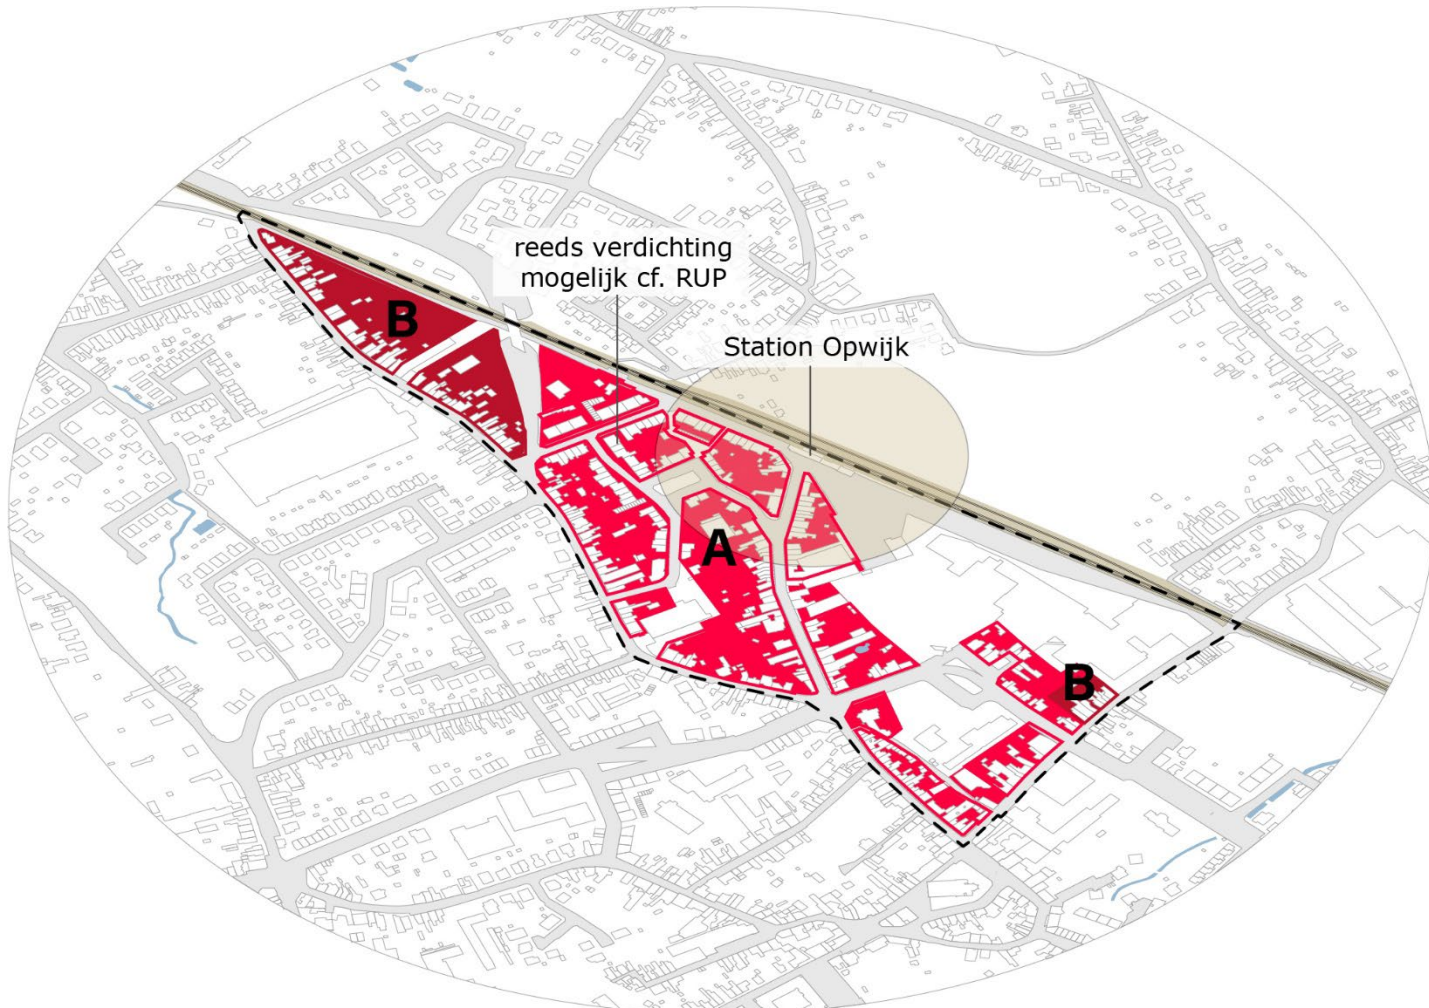 reeds verdichting
mogelijk cf. RUP
B
Station Opwijk
A
B